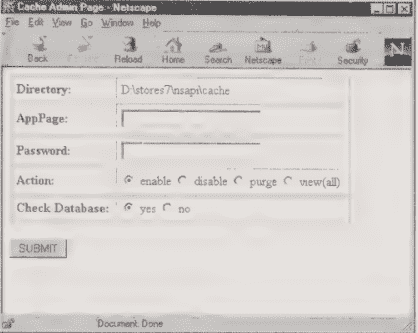 Cache Admin Page - Netscape
File Edit View Go Window Help
Back Reload Home Search Netscape Security N
Directory: D:\stores7\nsapi\cache
AppPage:
Password:
Action: enable disable purge view(all)
Check Database: yes no
SUBMIT
Document: Done